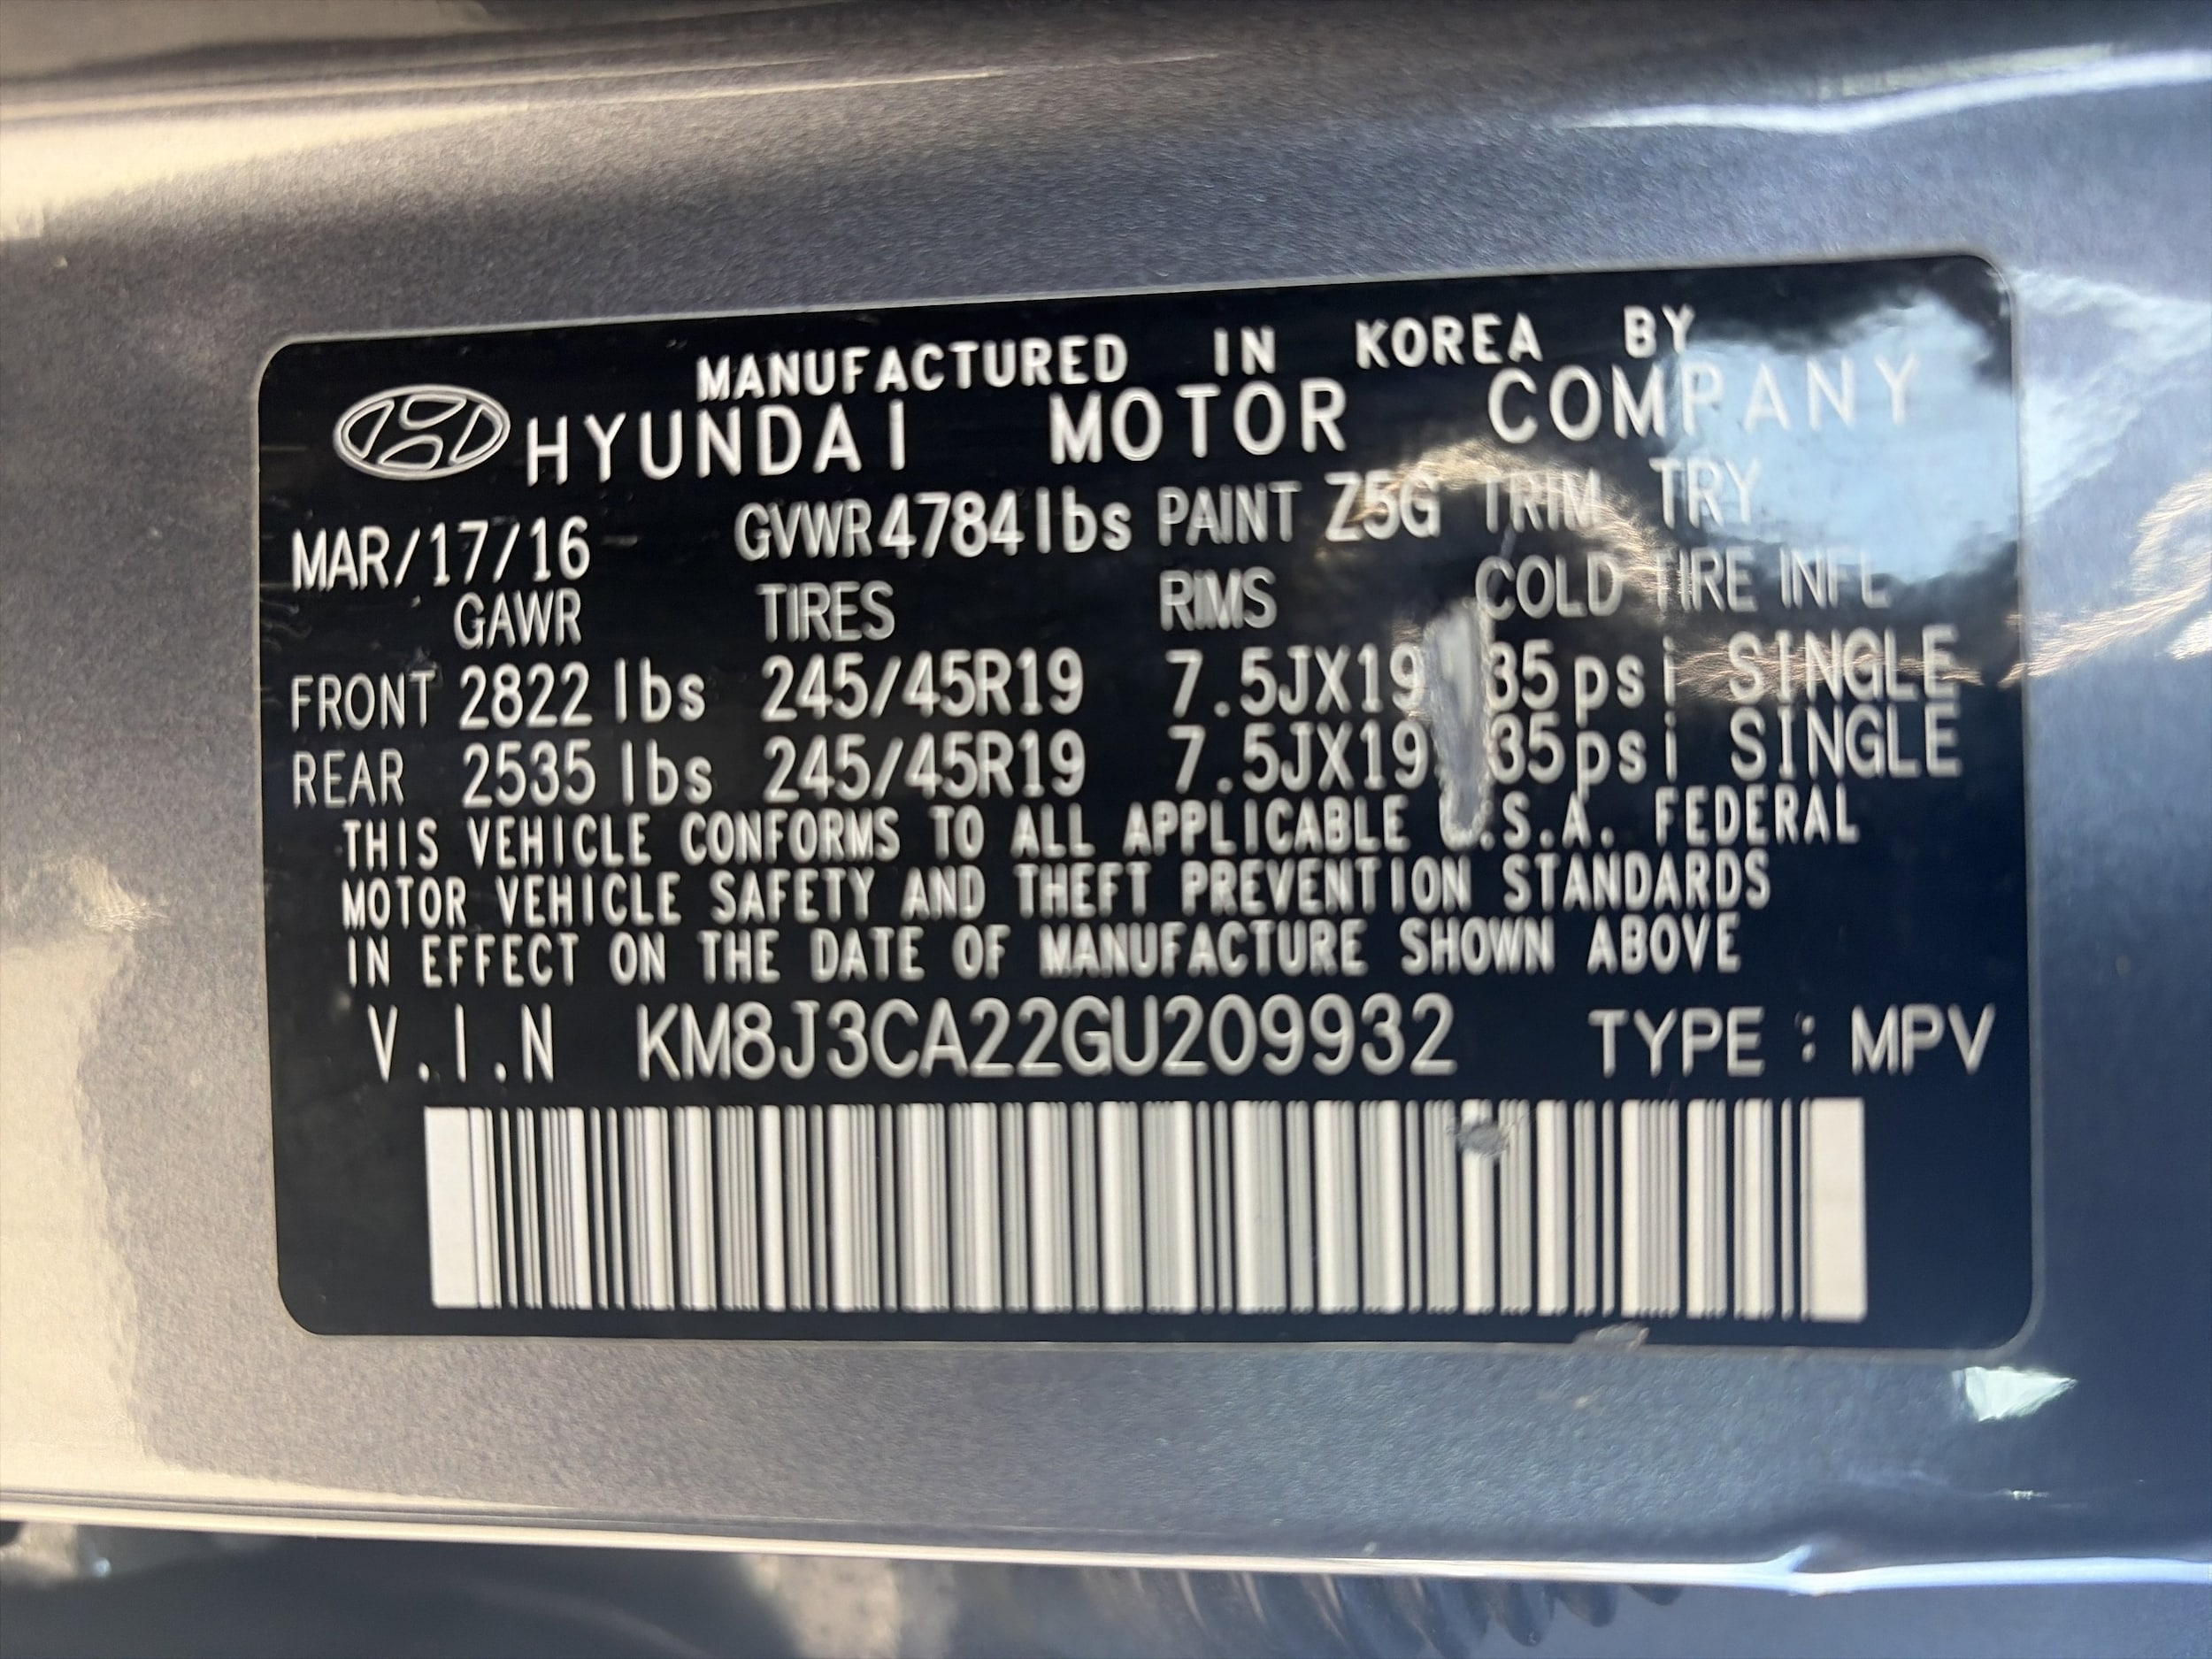 MANUFACTURED IN KOREA BY
HYUNDAI MOTOR COMPANY
MAR/17/16 GVWR 4784 lbs PAINT Z5G TRIM TRY
GAWR TIRES RIMS COLD TIRE INFL
FRONT 2822 lbs 245/45R19 7.5JX19 35psi SINGLE
REAR 2535 lbs 245/45R19 7.5JX19 35psi SINGLE
THIS VEHICLE CONFORMS TO ALL APPLICABLE U.S.A. FEDERAL
MOTOR VEHICLE SAFETY AND THEFT PREVENTION STANDARDS
IN EFFECT ON THE DATE OF MANUFACTURE SHOWN ABOVE
V.I.N KM8J3CA22GU209932 TYPE : MPV